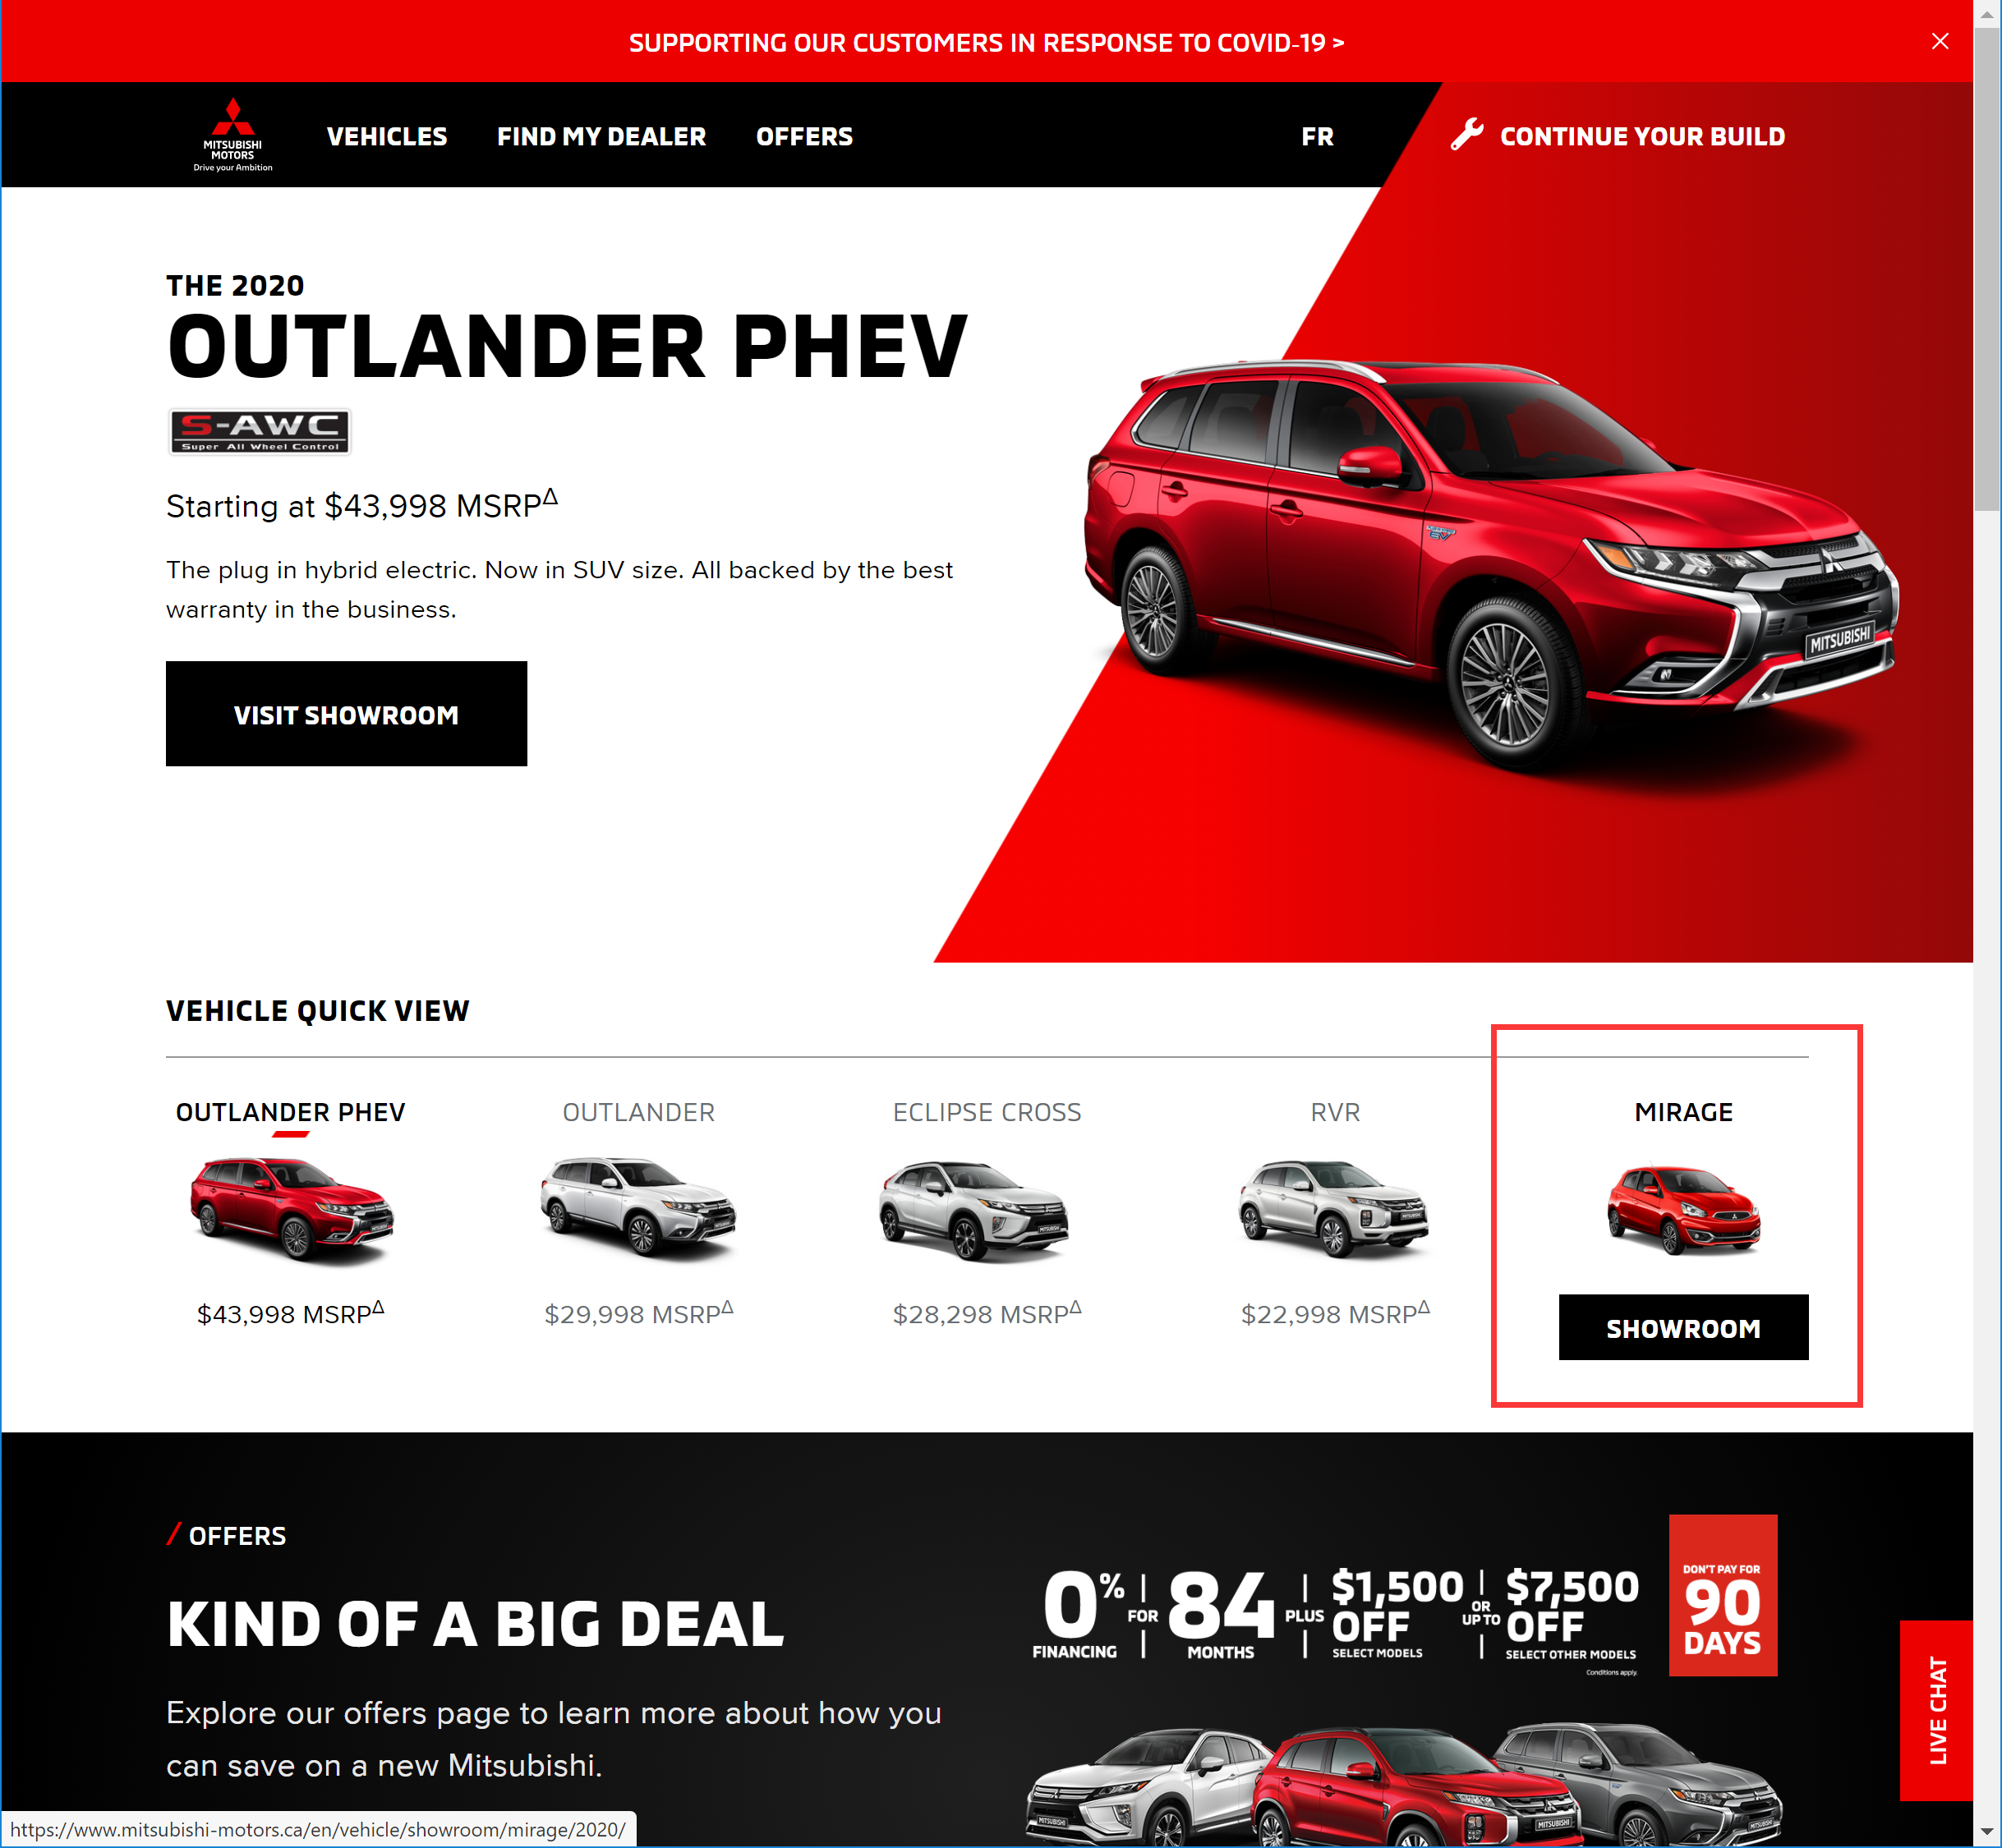 SUPPORTING OUR CUSTOMERS IN RESPONSE TO COVID-19 >
MITSUBISHI
MOTORS
Drive your Ambition
VEHICLES
FIND MY DEALER
OFFERS
FR
CONTINUE YOUR BUILD
THE 2020
OUTLANDER PHEV
S-AWC
Super All Wheel Control
Starting at $43,998 MSRP^Δ
The plug in hybrid electric. Now in SUV size. All backed by the best
warranty in the business.
VISIT SHOWROOM
MITSUBISHI
VEHICLE QUICK VIEW
OUTLANDER PHEV
OUTLANDER
ECLIPSE CROSS
RVR
MIRAGE
$43,998 MSRP^Δ
$29,998 MSRP^Δ
$28,298 MSRP^Δ
$22,998 MSRP^Δ
SHOWROOM
/ OFFERS
KIND OF A BIG DEAL
Explore our offers page to learn more about how you
can save on a new Mitsubishi.
0%
FINANCING
FOR
84
MONTHS
PLUS
$1,500
OFF
SELECT MODELS
OR
UP TO
$7,500
OFF
SELECT OTHER MODELS
Conditions apply.
DON'T PAY FOR
90
DAYS
LIVE CHAT
MITSUBISHI
MITSUBISHI
MITSUBISHI
https://www.mitsubishi-motors.ca/en/vehicle/showroom/mirage/2020/